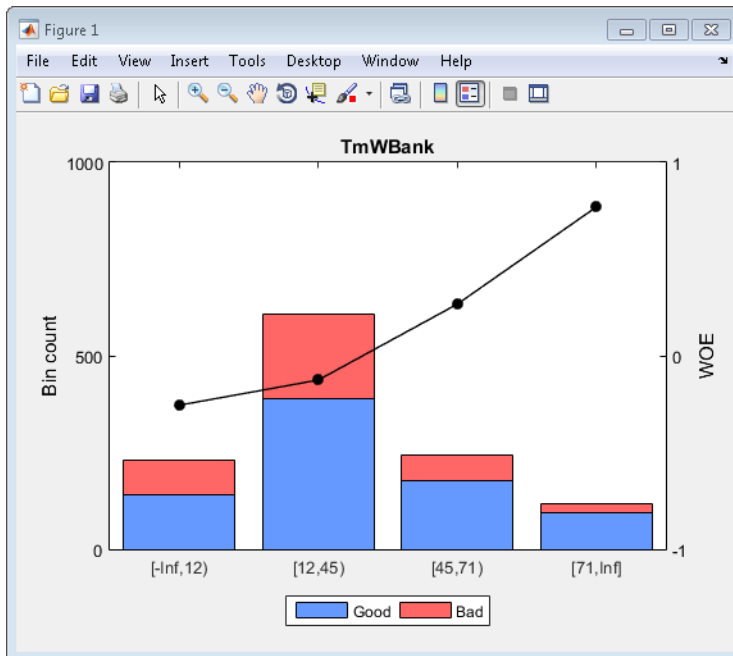 Figure 1
File Edit View Insert Tools Desktop Window Help
TmWBank
1000
500
0
Bin count
1
0
-1
WOE
[-Inf,12)
[12,45)
[45,71)
[71,Inf]
Good
Bad